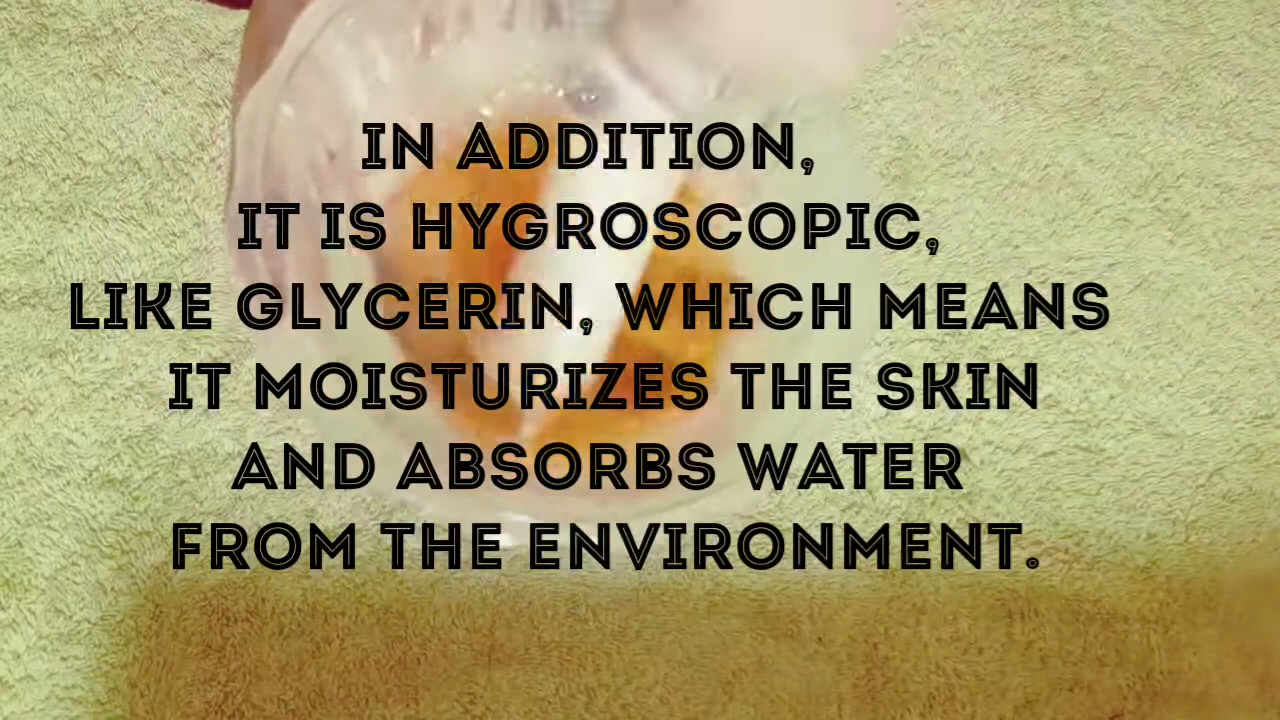 IN ADDITION,
IT IS HYGROSCOPIC,
LIKE GLYCERIN, WHICH MEANS
IT MOISTURIZES THE SKIN
AND ABSORBS WATER
FROM THE ENVIRONMENT.